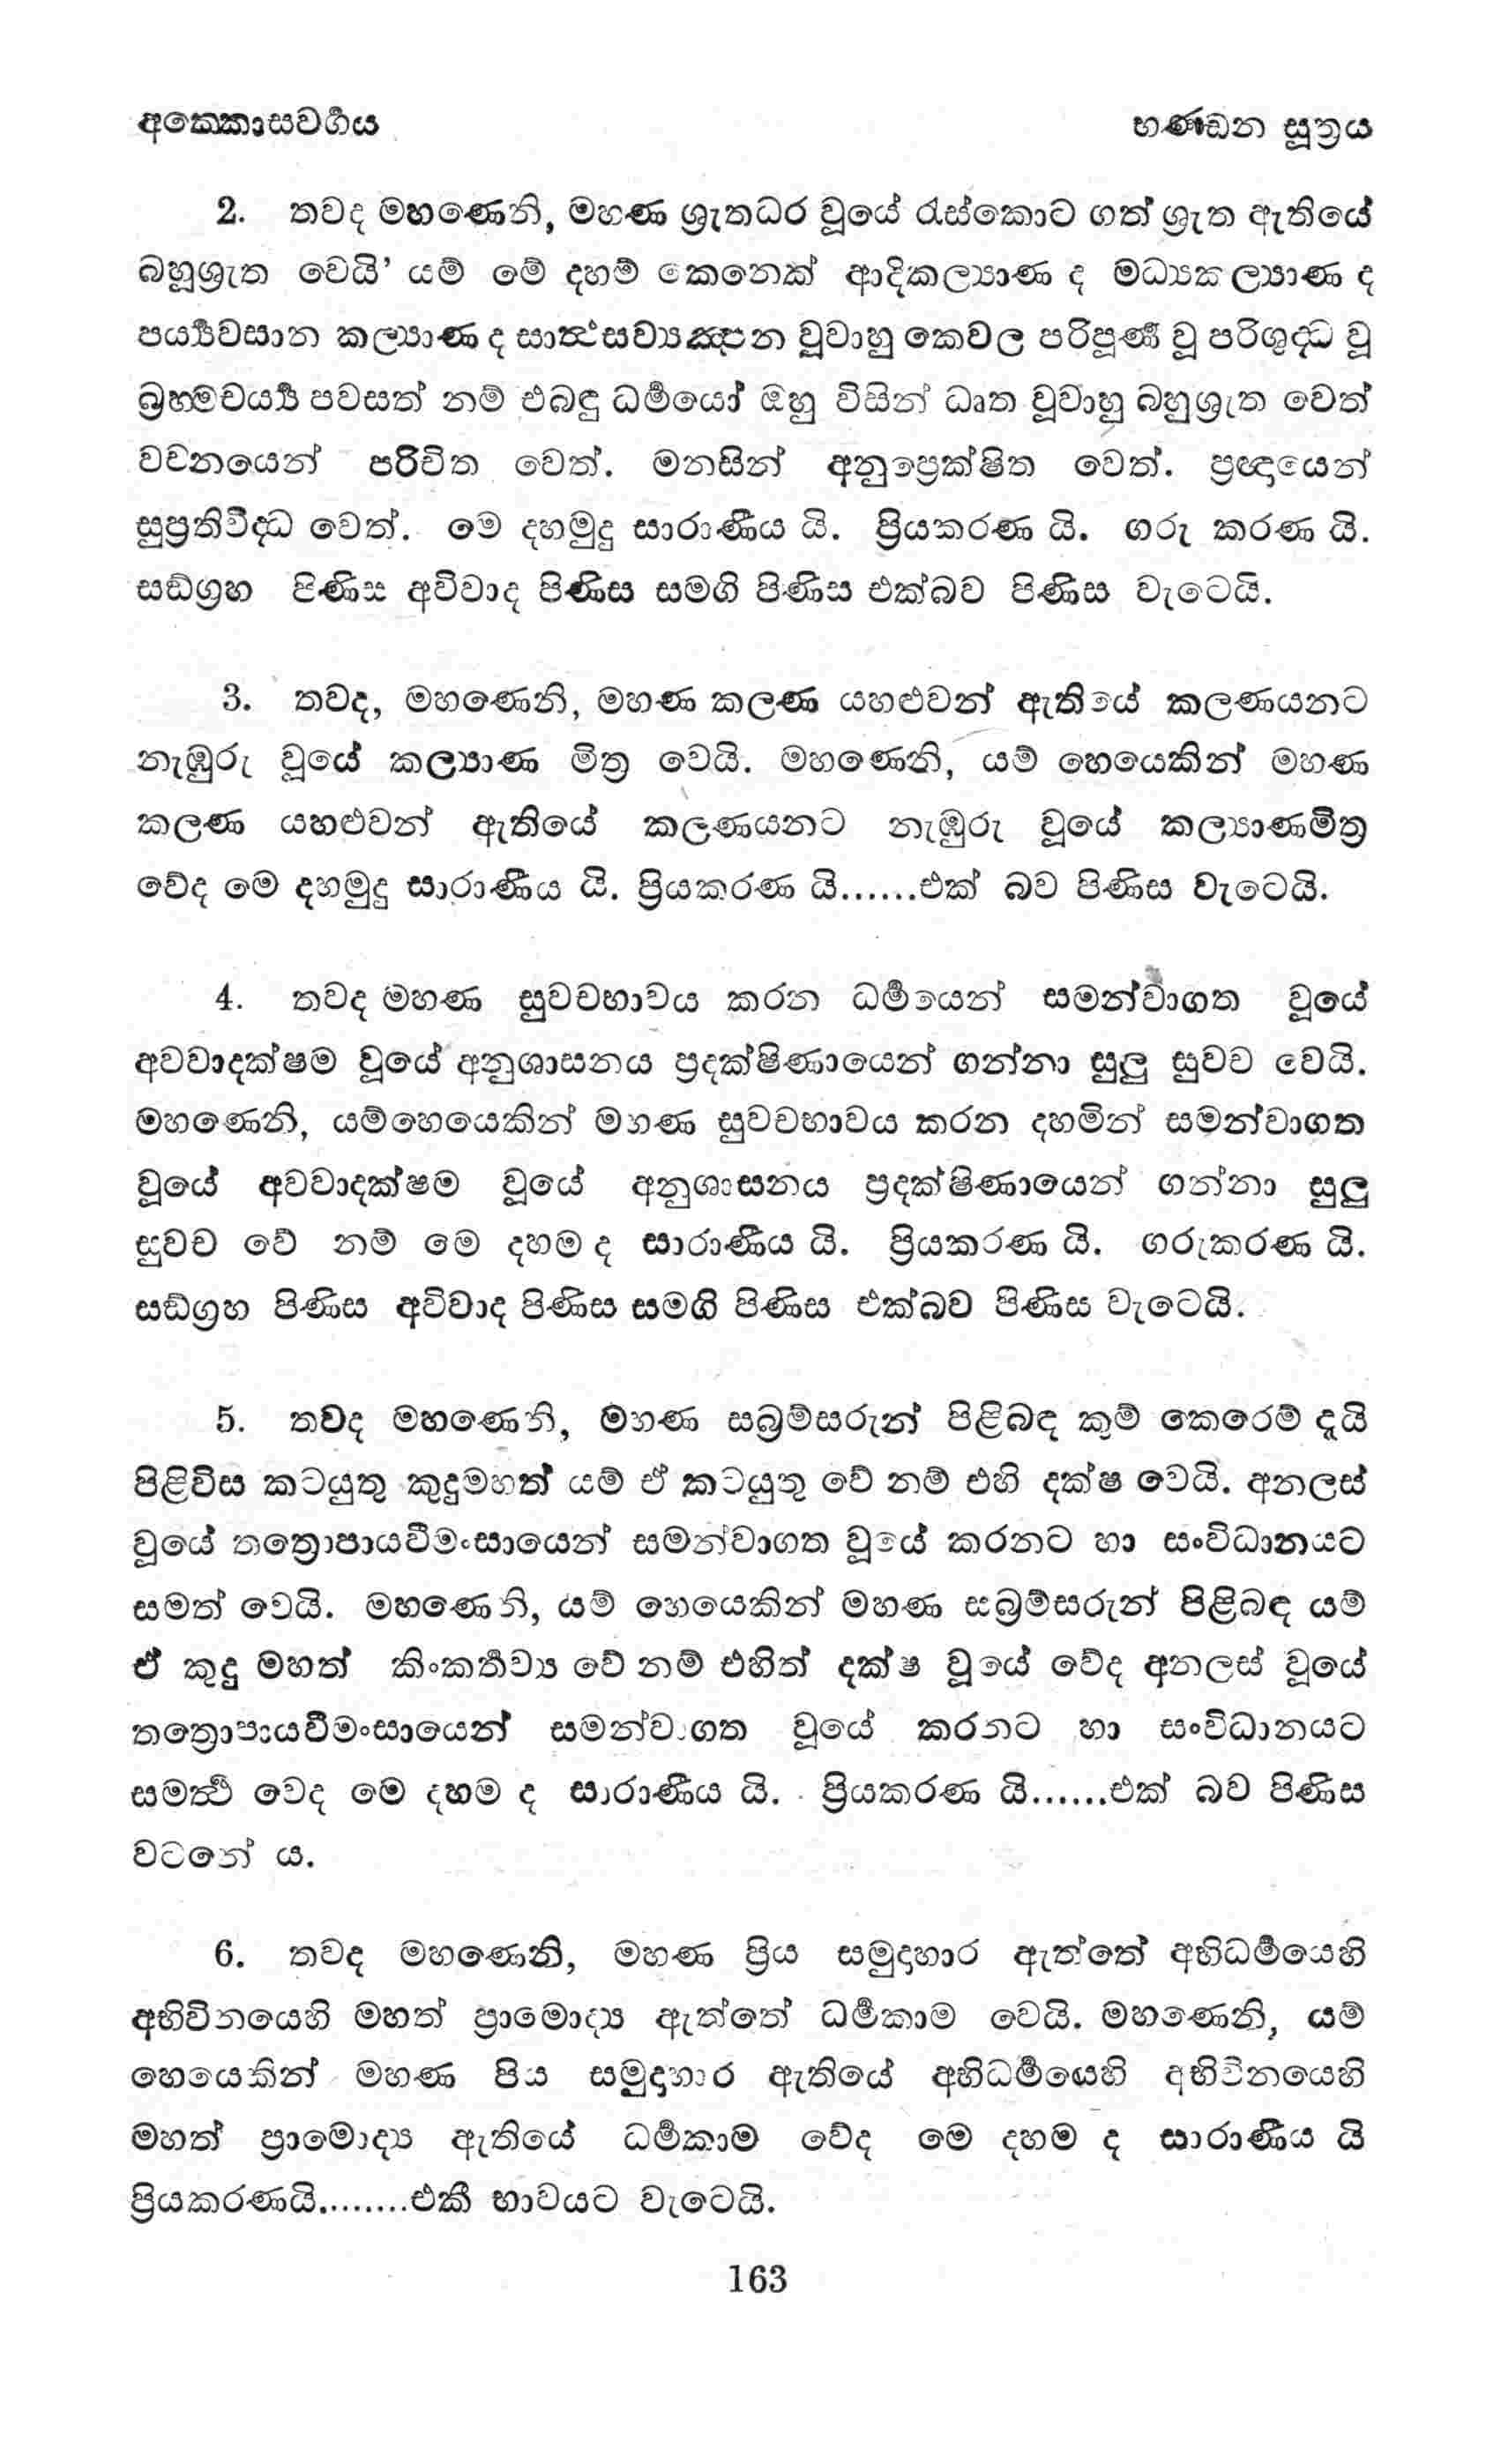 අක්‍කොසවර්‍ගය
භණ්‍ඩන සූත්‍රය
2. තවද මහණෙනි, මහණ ශ්‍රැතධර වූයේ රැස්කොට ගත් ශ්‍රැත ඇතියේ
බහූශ්‍රැත වෙයි’ යම් මේ දහම් කෙනෙක් ආදිකල්‍යාණ ද මධ්‍යකල්‍යාණ ද
පර්‍ය්‍යවසාන කල්‍යාණ ද සාර්‍ත්‍ථසව්‍යඤ්‍ජන වූවාහු කෙවල පරිපූර්‍ණ වූ පරිශුද්‍ධ වූ
බ්‍රහ්‍මචර්‍ය්‍ය පවසත් නම් එබඳු ධර්‍මයෝ ඔහු විසින් ධෘත වූවාහු බහුශ්‍රැත වෙත්
වචනයෙන් පරිචිත වෙත්. මනසින් අනුප්‍රෙක්ෂිත වෙත්. ප්‍රඥායෙන්
සුප්‍රතිවිද්‍ධ වෙත්. මෙ දහමුදු සාරාණීය යි. ප්‍රියකරණ යි. ගරු කරණ යි.
සඞ්ග්‍රහ පිණිස අවිවාද පිණිස සමගි පිණිස එක්බව පිණිස වැටෙයි.
3. තවද, මහණෙනි, මහණ කලණ යහළුවන් ඇතියේ කලණයනට
නැඹුරු වූයේ කල්‍යාණ මිත්‍ර වෙයි. මහණෙනි, යම් හෙයෙකින් මහණ
කලණ යහළුවන් ඇතියේ කලණයනට නැඹුරු වූයේ කල්‍යාණමිත්‍ර
වේද මෙ දහමුදු සාරාණීය යි. ප්‍රියකරණ යි......එක් බව පිණිස වැටෙයි.
4. තවද මහණ සුවචභාවය කරන ධර්‍මයෙන් සමන්වාගත වූයේ
අවවාදක්ෂම වූයේ අනුශාසනය ප්‍රදක්ෂිණායෙන් ගන්නා සුලු සුවච වෙයි.
මහණෙනි, යම්හෙයෙකින් මහණ සුවචභාවය කරන දහමින් සමන්වාගත
වූයේ අවවාදක්ෂම වූයේ අනුශාසනය ප්‍රදක්ෂිණායෙන් ගන්නා සුලු
සුවච වේ නම් මෙ දහම ද සාරාණීය යි. ප්‍රියකරණ යි. ගරුකරණ යි.
සඞ්ග්‍රහ පිණිස අවිවාද පිණිස සමගි පිණිස එක්බව පිණිස වැටෙයි.
5. තවද මහණෙනි, මහණ සබ්‍රම්සරුන් පිළිබඳ කුම් කෙරෙම් දැයි
පිළිවිස කටයුතු කුදුමහත් යම් ඒ කටයුතු වේ නම් එහි දක්ෂ වෙයි. අනලස්
වූයේ තත්‍රොපායවීමංසායෙන් සමන්වාගත වූයේ කරනට හා සංවිධානයට
සමත් වෙයි. මහණෙනි, යම් හෙයෙකින් මහණ සබ්‍රම්සරුන් පිළිබඳ යම්
ඒ කුදු මහත් කිංකර්‍තව්‍ය වේ නම් එහිත් දක්ෂ වූයේ වේද අනලස් වූයේ
තත්‍රොපායවීමංසායෙන් සමන්වාගත වූයේ කරනට හා සංවිධානයට
සමර්‍ත්‍ථ වෙද මෙ දහම ද සාරාණීය යි. ප්‍රියකරණ යි......එක් බව පිණිස
වටනේ ය.
6. තවද මහණෙනි, මහණ ප්‍රිය සමුදාහාර ඇත්තේ අභිධර්‍මයෙහි
අභිවිනයෙහි මහත් ප්‍රාමොද්‍ය ඇත්තේ ධර්‍මකාම වෙයි. මහණෙනි, යම්
හෙයෙකින් මහණ පිය සමුදාහාර ඇතියේ අභිධර්‍මයෙහි අභිවිනයෙහි
මහත් ප්‍රාමොද්‍ය ඇතියේ ධර්‍මකාම වේද මෙ දහම ද සාරාණීය යි
ප්‍රියකරණයි........එකී භාවයට වැටෙයි.
163